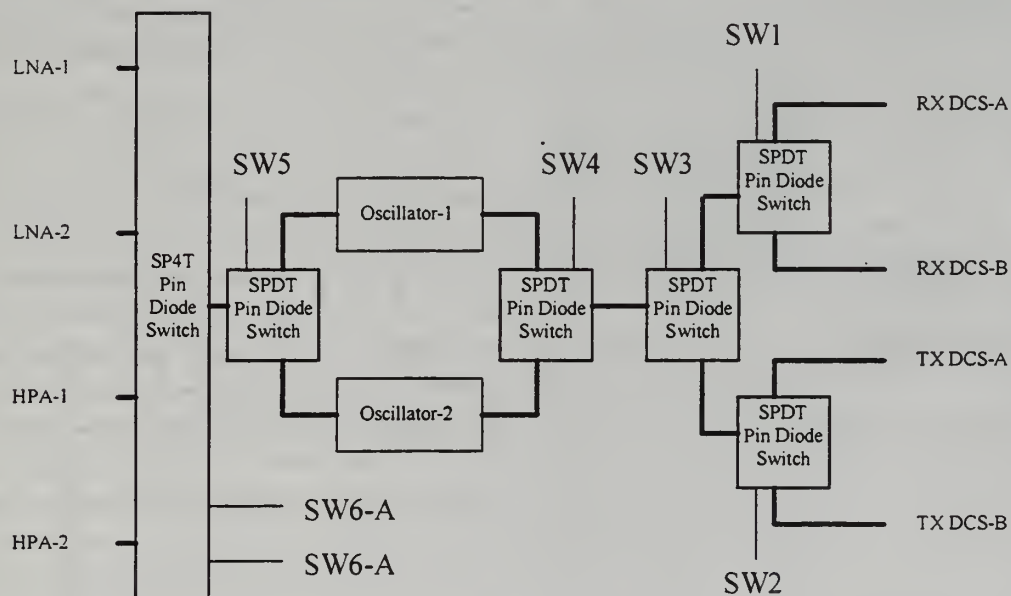 SW1
LNA-1
RX DCS-A
SPDT
Pin Diode
Switch
SW5
SW4
SW3
Oscillator-1
LNA-2
SP4T
Pin
Diode
Switch
SPDT
Pin Diode
Switch
SPDT
Pin Diode
Switch
SPDT
Pin Diode
Switch
RX DCS-B
TX DCS-A
HPA-1
Oscillator-2
SPDT
Pin Diode
Switch
SW6-A
HPA-2
SW6-A
TX DCS-B
SW2